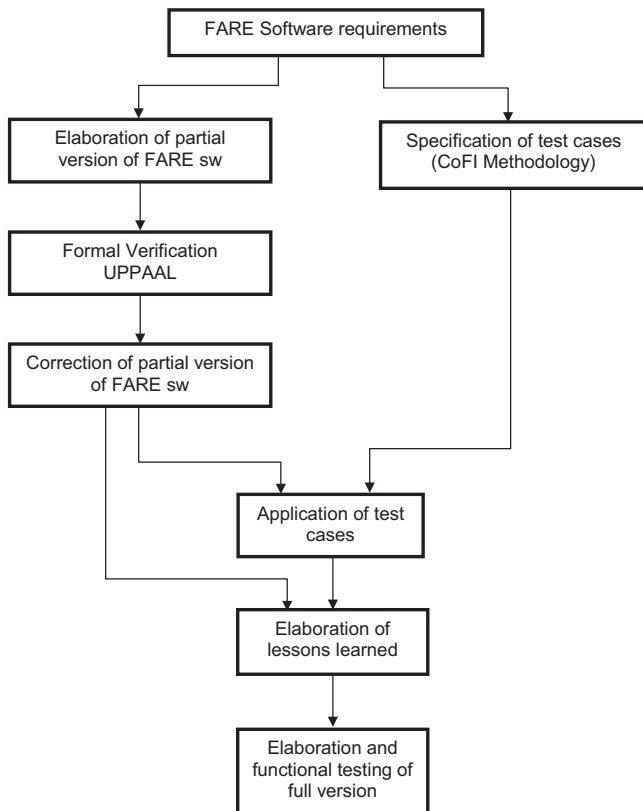 FARE Software requirements
Elaboration of partial
version of FARE sw
Specification of test cases
(CoFI Methodology)
Formal Verification
UPPAAL
Correction of partial version
of FARE sw
Application of test
cases
Elaboration of
lessons learned
Elaboration and
functional testing of
full version